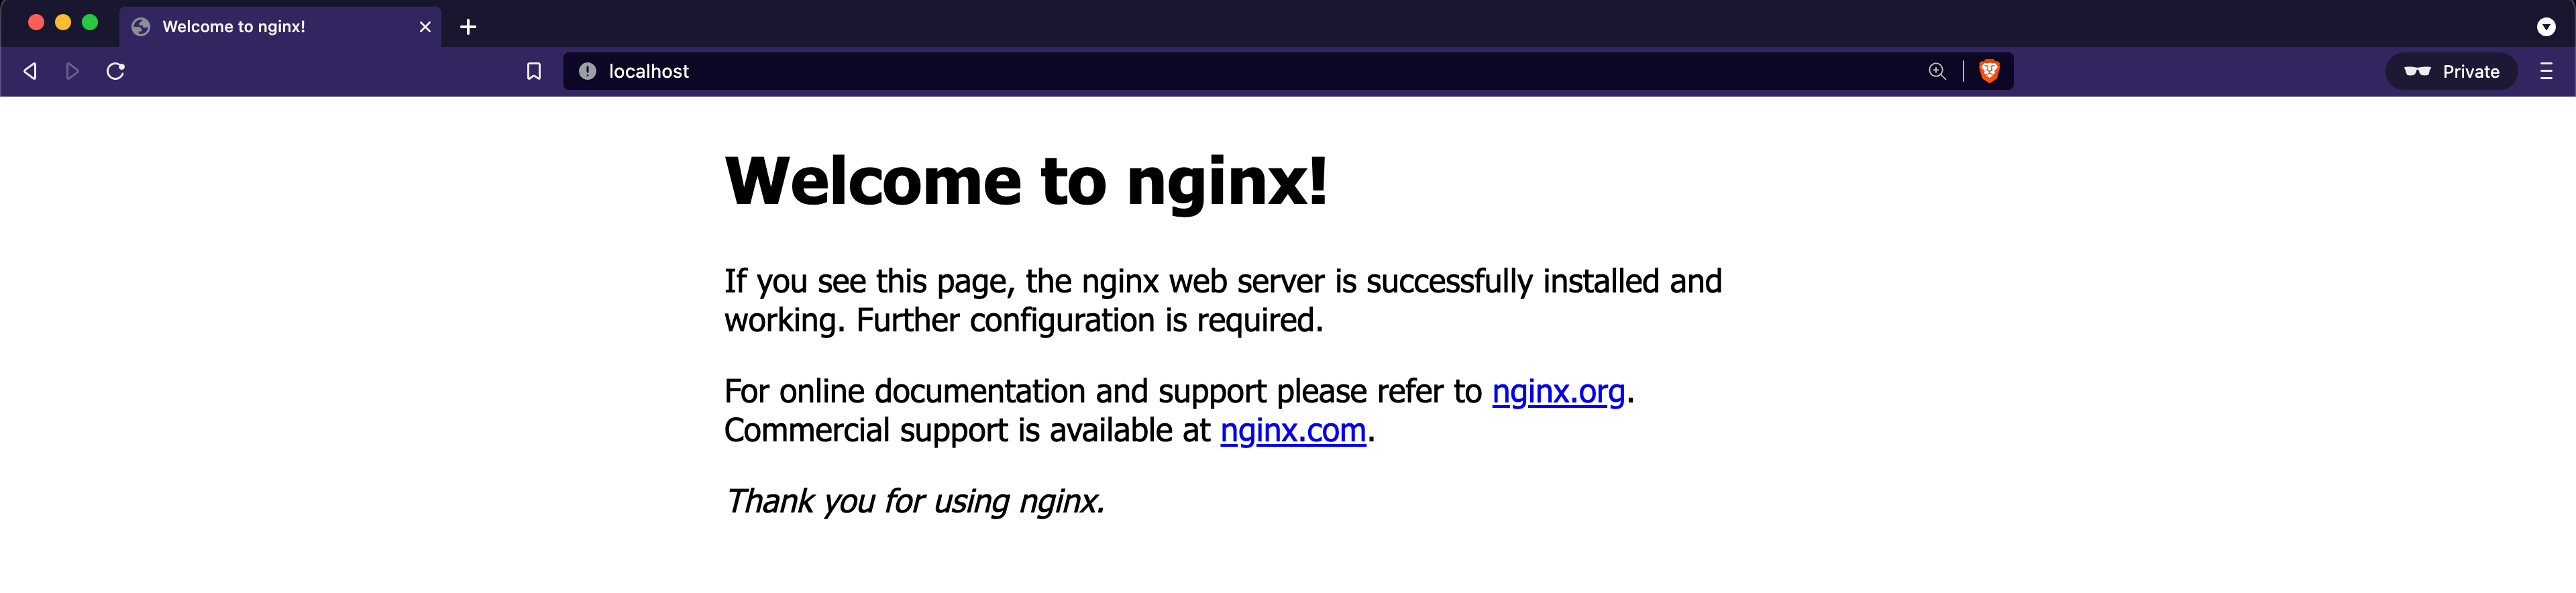 Welcome to nginx!
localhost
Private
Welcome to nginx!
If you see this page, the nginx web server is successfully installed and
working. Further configuration is required.
For online documentation and support please refer to nginx.org.
Commercial support is available at nginx.com.
Thank you for using nginx.